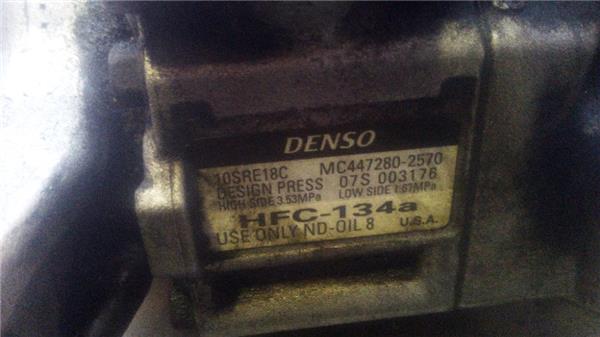 DENSO
10SRE18C MC447280-2570
DESIGN PRESS 07S 003176
HIGH SIDE 3.53MPa LOW SIDE 1.67MPa
HFC-134a
USE ONLY ND-OIL 8 U.S.A.